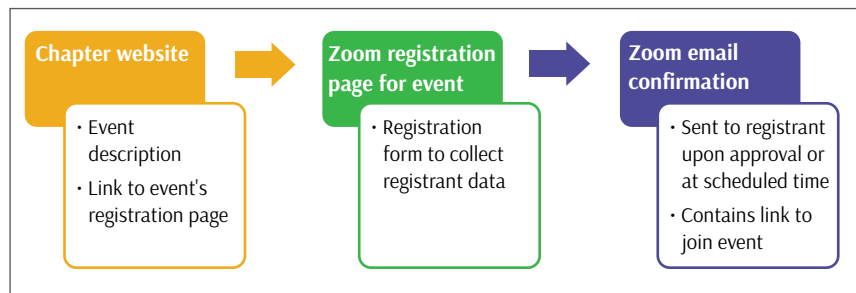 Chapter website
· Event
description
· Link to event's
registration page
Zoom registration
page for event
· Registration
form to collect
registrant data
Zoom email
confirmation
· Sent to registrant
upon approval or
at scheduled time
· Contains link to
join event